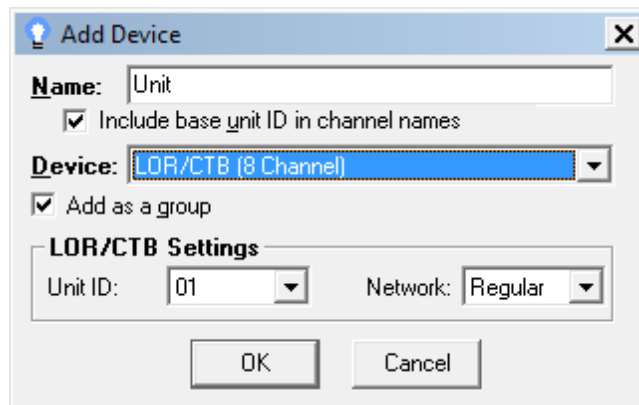 Add Device
Name: Unit
Include base unit ID in channel names
Device: LOR/CTB (8 Channel)
Add as a group
LOR/CTB Settings
Unit ID: 01 Network: Regular
OK Cancel